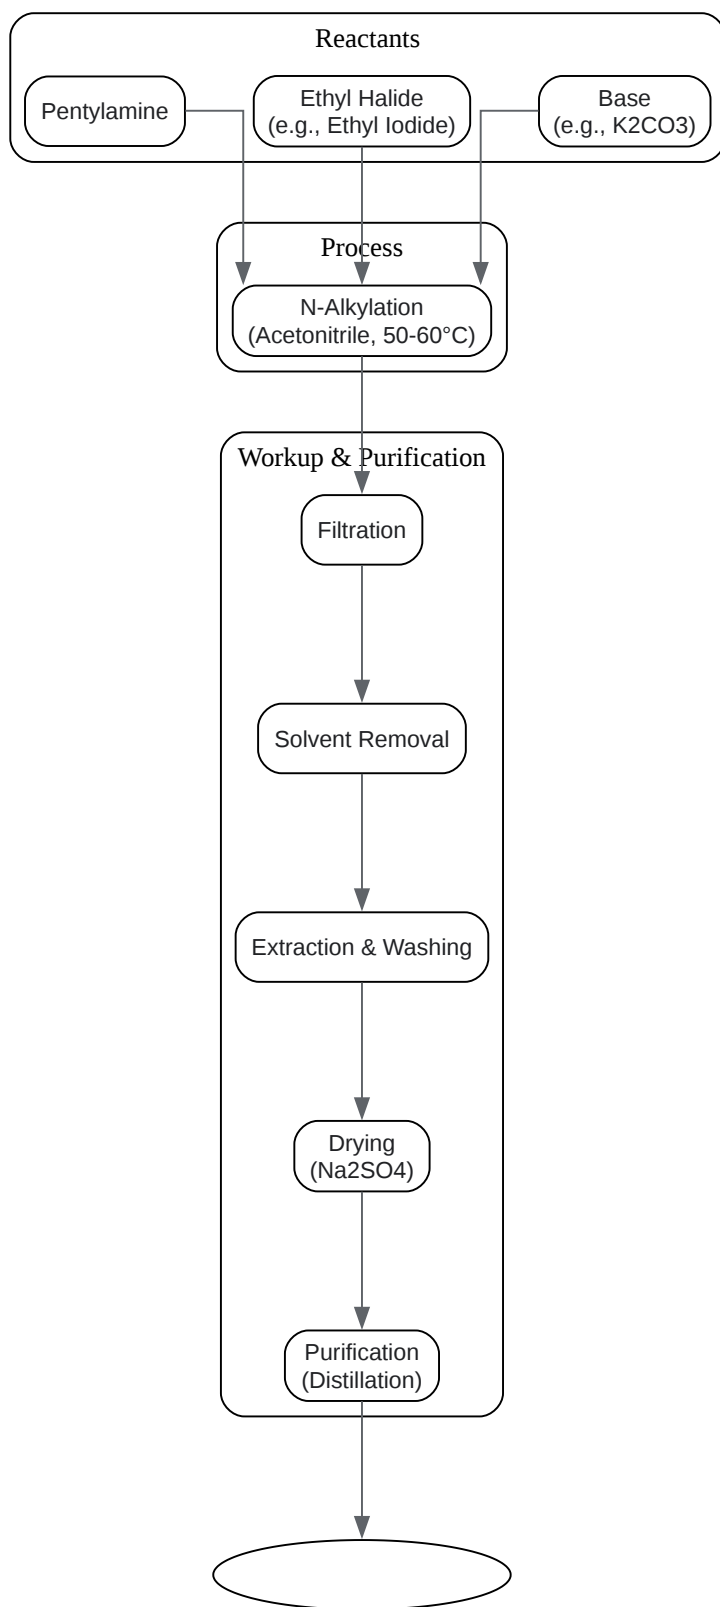 Reactants
Pentylamine
Ethyl Halide
(e.g., Ethyl Iodide)
Base
(e.g., K2CO3)
Process
N-Alkylation
(Acetonitrile, 50-60°C)
Workup & Purification
Filtration
Solvent Removal
Extraction & Washing
Drying
(Na2SO4)
Purification
(Distillation)